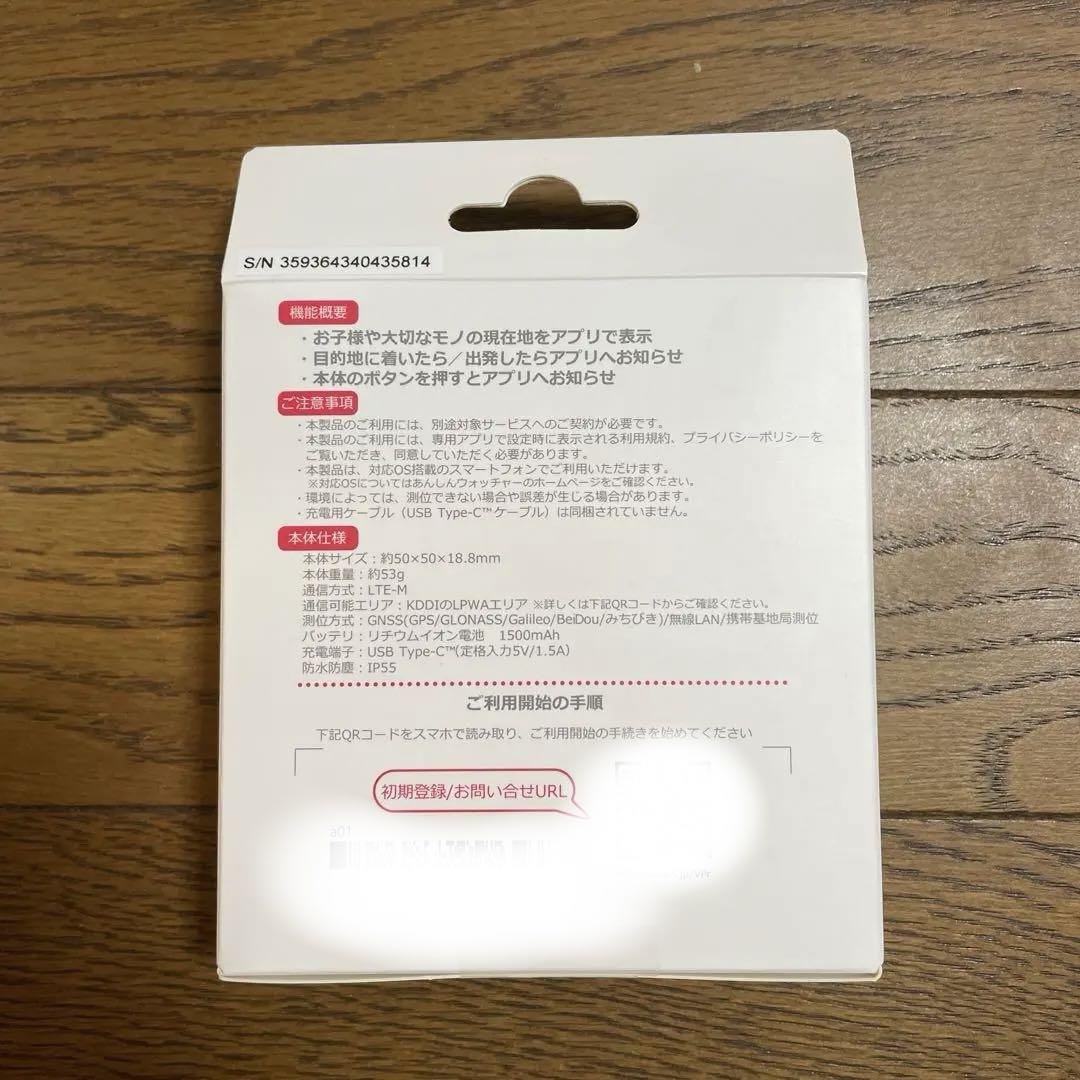 S/N 359364340435814
機能概要
・お子様や大切なモノの現在地をアプリで表示
・目的地に着いたら／出発したらアプリへお知らせ
・本体のボタンを押すとアプリへお知らせ
ご注意事項
・本製品のご利用には、別途対象サービスへのご契約が必要です。
・本製品のご利用には、専用アプリで設定時に表示される利用規約、プライバシーポリシーを
ご覧いただき、同意していただく必要があります。
・本製品は、対応OS搭載のスマートフォンでご利用いただけます。
※対応OSについてはあんしんウォッチャーのホームページをご確認ください。
・環境によっては、測位できない場合や誤差が生じる場合があります。
・充電用ケーブル（USB Type-C™ケーブル）は同梱されていません。
本体仕様
本体サイズ：約50×50×18.8mm
本体重量：約53g
通信方式：LTE-M
通信可能エリア：KDDIのLPWAエリア ※詳しくは下記QRコードからご確認ください。
測位方式：GNSS(GPS/GLONASS/Galileo/BeiDou/みちびき)/無線LAN/携帯基地局測位
バッテリ：リチウムイオン電池　1500mAh
充電端子：USB Type-C™(定格入力5V/1.5A）
防水防塵：IP55
ご利用開始の手順
下記QRコードをスマホで読み取り、ご利用開始の手続きを始めてください
初期登録/お問い合せURL
a01